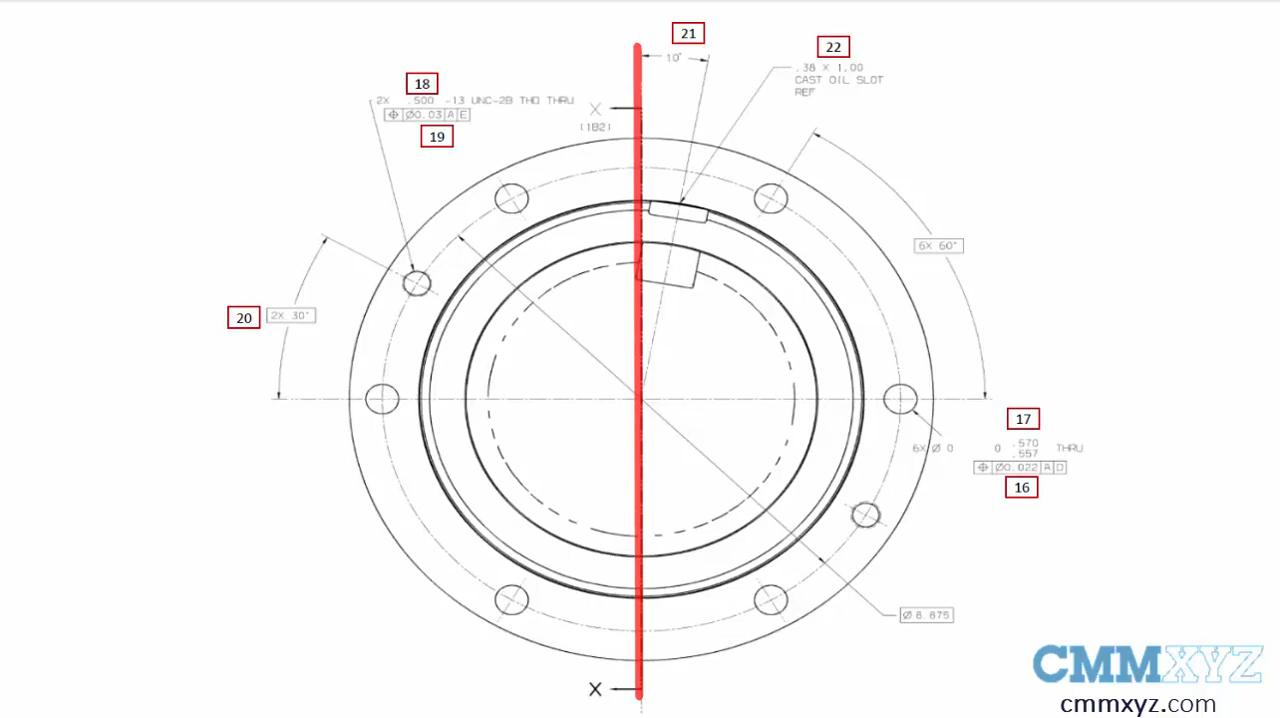 21
10°
22
.38 X 1.00
CAST OIL SLOT
REF
18
2X .500 -13 UNC-2B THD THRU
⌖ Ø0.03 A E
19
X
(1B2)
6X 60°
20
2X 30°
17
6X Ø 0 0 .570 THRU
.557
⌖ Ø0.022 A D
16
Ø 8.875
X
CMMXYZ
cmmxyz.com